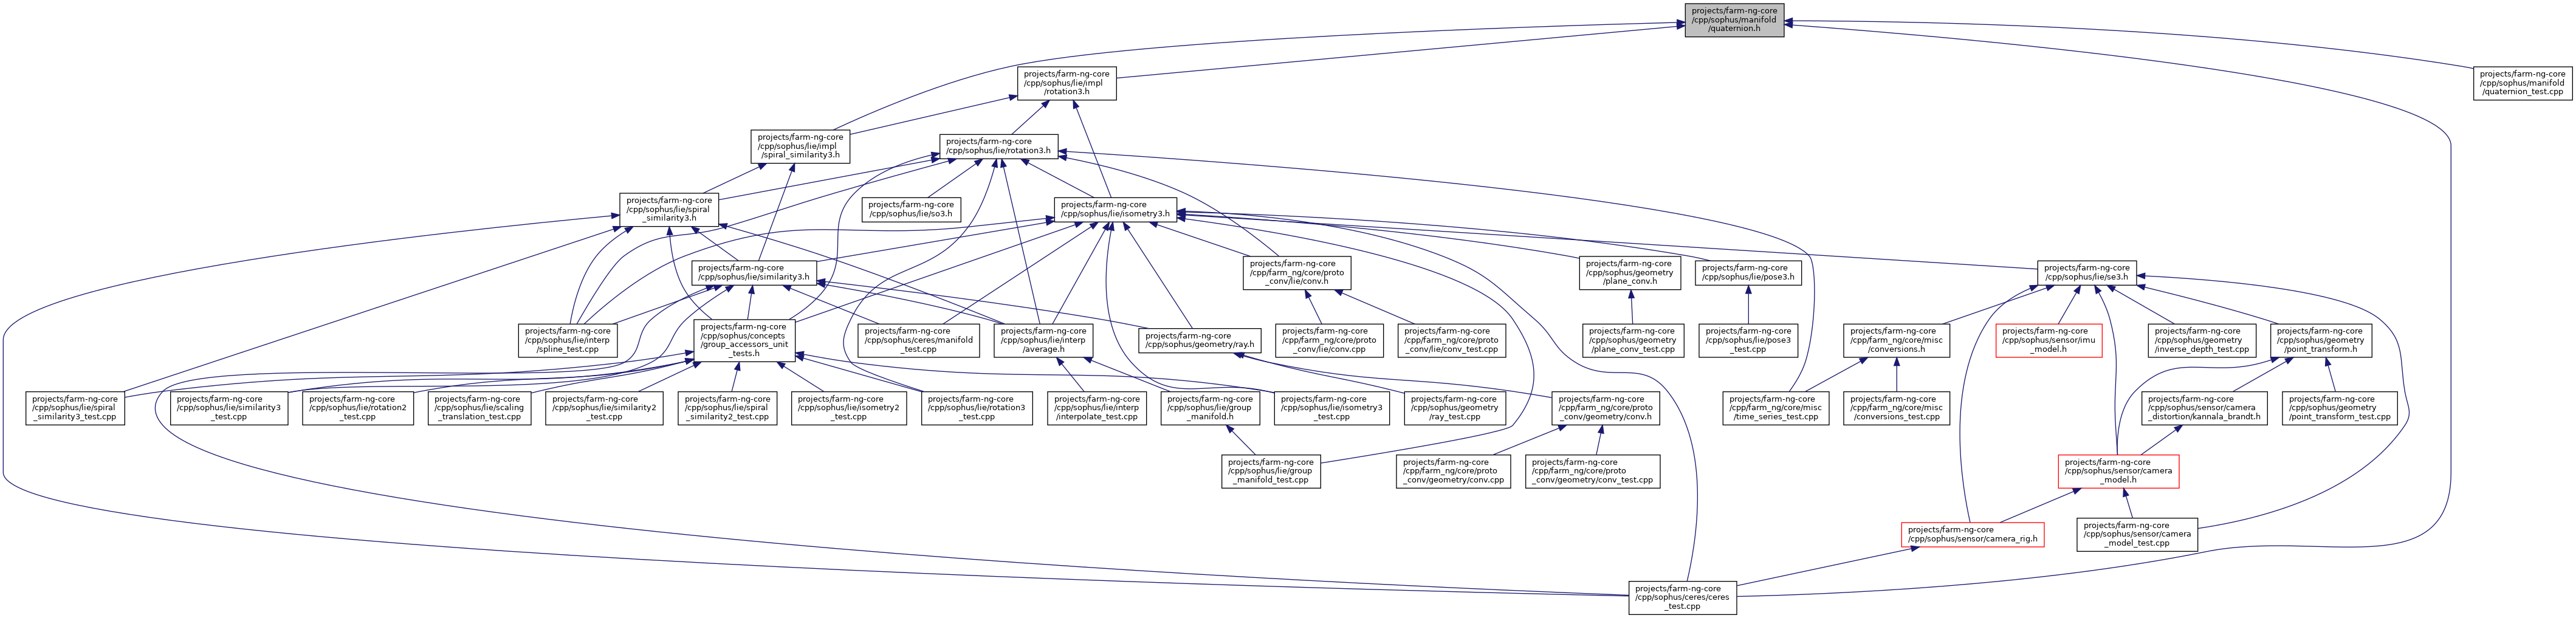 projects/farm-ng-core
/cpp/sophus/manifold
/quaternion.h
projects/farm-ng-core
/cpp/sophus/lie/impl
/rotation3.h
projects/farm-ng-core
/cpp/sophus/manifold
/quaternion_test.cpp
projects/farm-ng-core
/cpp/sophus/lie/impl
/spiral_similarity3.h
projects/farm-ng-core
/cpp/sophus/lie/rotation3.h
projects/farm-ng-core
/cpp/sophus/lie/spiral
_similarity3.h
projects/farm-ng-core
/cpp/sophus/lie/so3.h
projects/farm-ng-core
/cpp/sophus/lie/isometry3.h
projects/farm-ng-core
/cpp/sophus/lie/similarity3.h
projects/farm-ng-core
/cpp/farm_ng/core/proto
_conv/lie/conv.h
projects/farm-ng-core
/cpp/sophus/geometry
/plane_conv.h
projects/farm-ng-core
/cpp/sophus/lie/pose3.h
projects/farm-ng-core
/cpp/sophus/lie/se3.h
projects/farm-ng-core
/cpp/sophus/lie/interp
/spline_test.cpp
projects/farm-ng-core
/cpp/sophus/concepts
/group_accessors_unit
_tests.h
projects/farm-ng-core
/cpp/sophus/ceres/manifold
_test.cpp
projects/farm-ng-core
/cpp/sophus/lie/interp
/average.h
projects/farm-ng-core
/cpp/sophus/geometry/ray.h
projects/farm-ng-core
/cpp/farm_ng/core/proto
_conv/lie/conv.cpp
projects/farm-ng-core
/cpp/farm_ng/core/proto
_conv/lie/conv_test.cpp
projects/farm-ng-core
/cpp/sophus/geometry
/plane_conv_test.cpp
projects/farm-ng-core
/cpp/sophus/lie/pose3
_test.cpp
projects/farm-ng-core
/cpp/farm_ng/core/misc
/conversions.h
projects/farm-ng-core
/cpp/sophus/sensor/imu
_model.h
projects/farm-ng-core
/cpp/sophus/geometry
/inverse_depth_test.cpp
projects/farm-ng-core
/cpp/sophus/geometry
/point_transform.h
projects/farm-ng-core
/cpp/sophus/lie/spiral
_similarity3_test.cpp
projects/farm-ng-core
/cpp/sophus/lie/similarity3
_test.cpp
projects/farm-ng-core
/cpp/sophus/lie/rotation2
_test.cpp
projects/farm-ng-core
/cpp/sophus/lie/scaling
_translation_test.cpp
projects/farm-ng-core
/cpp/sophus/lie/similarity2
_test.cpp
projects/farm-ng-core
/cpp/sophus/lie/spiral
_similarity2_test.cpp
projects/farm-ng-core
/cpp/sophus/lie/isometry2
_test.cpp
projects/farm-ng-core
/cpp/sophus/lie/rotation3
_test.cpp
projects/farm-ng-core
/cpp/sophus/lie/interp
/interpolate_test.cpp
projects/farm-ng-core
/cpp/sophus/lie/group
_manifold.h
projects/farm-ng-core
/cpp/sophus/lie/isometry3
_test.cpp
projects/farm-ng-core
/cpp/sophus/geometry
/ray_test.cpp
projects/farm-ng-core
/cpp/farm_ng/core/proto
_conv/geometry/conv.h
projects/farm-ng-core
/cpp/farm_ng/core/misc
/time_series_test.cpp
projects/farm-ng-core
/cpp/farm_ng/core/misc
/conversions_test.cpp
projects/farm-ng-core
/cpp/sophus/sensor/camera
_distortion/kannala_brandt.h
projects/farm-ng-core
/cpp/sophus/geometry
/point_transform_test.cpp
projects/farm-ng-core
/cpp/sophus/lie/group
_manifold_test.cpp
projects/farm-ng-core
/cpp/farm_ng/core/proto
_conv/geometry/conv.cpp
projects/farm-ng-core
/cpp/farm_ng/core/proto
_conv/geometry/conv_test.cpp
projects/farm-ng-core
/cpp/sophus/sensor/camera
_model.h
projects/farm-ng-core
/cpp/sophus/sensor/camera_rig.h
projects/farm-ng-core
/cpp/sophus/sensor/camera
_model_test.cpp
projects/farm-ng-core
/cpp/sophus/ceres/ceres
_test.cpp